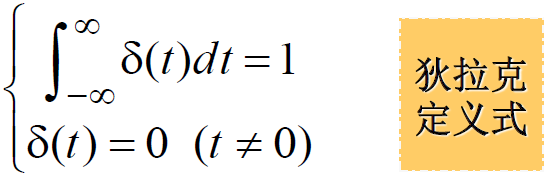 ∫_{-∞}^{∞} δ(t)dt = 1
δ(t) = 0 (t ≠ 0)
狄拉克
定义式